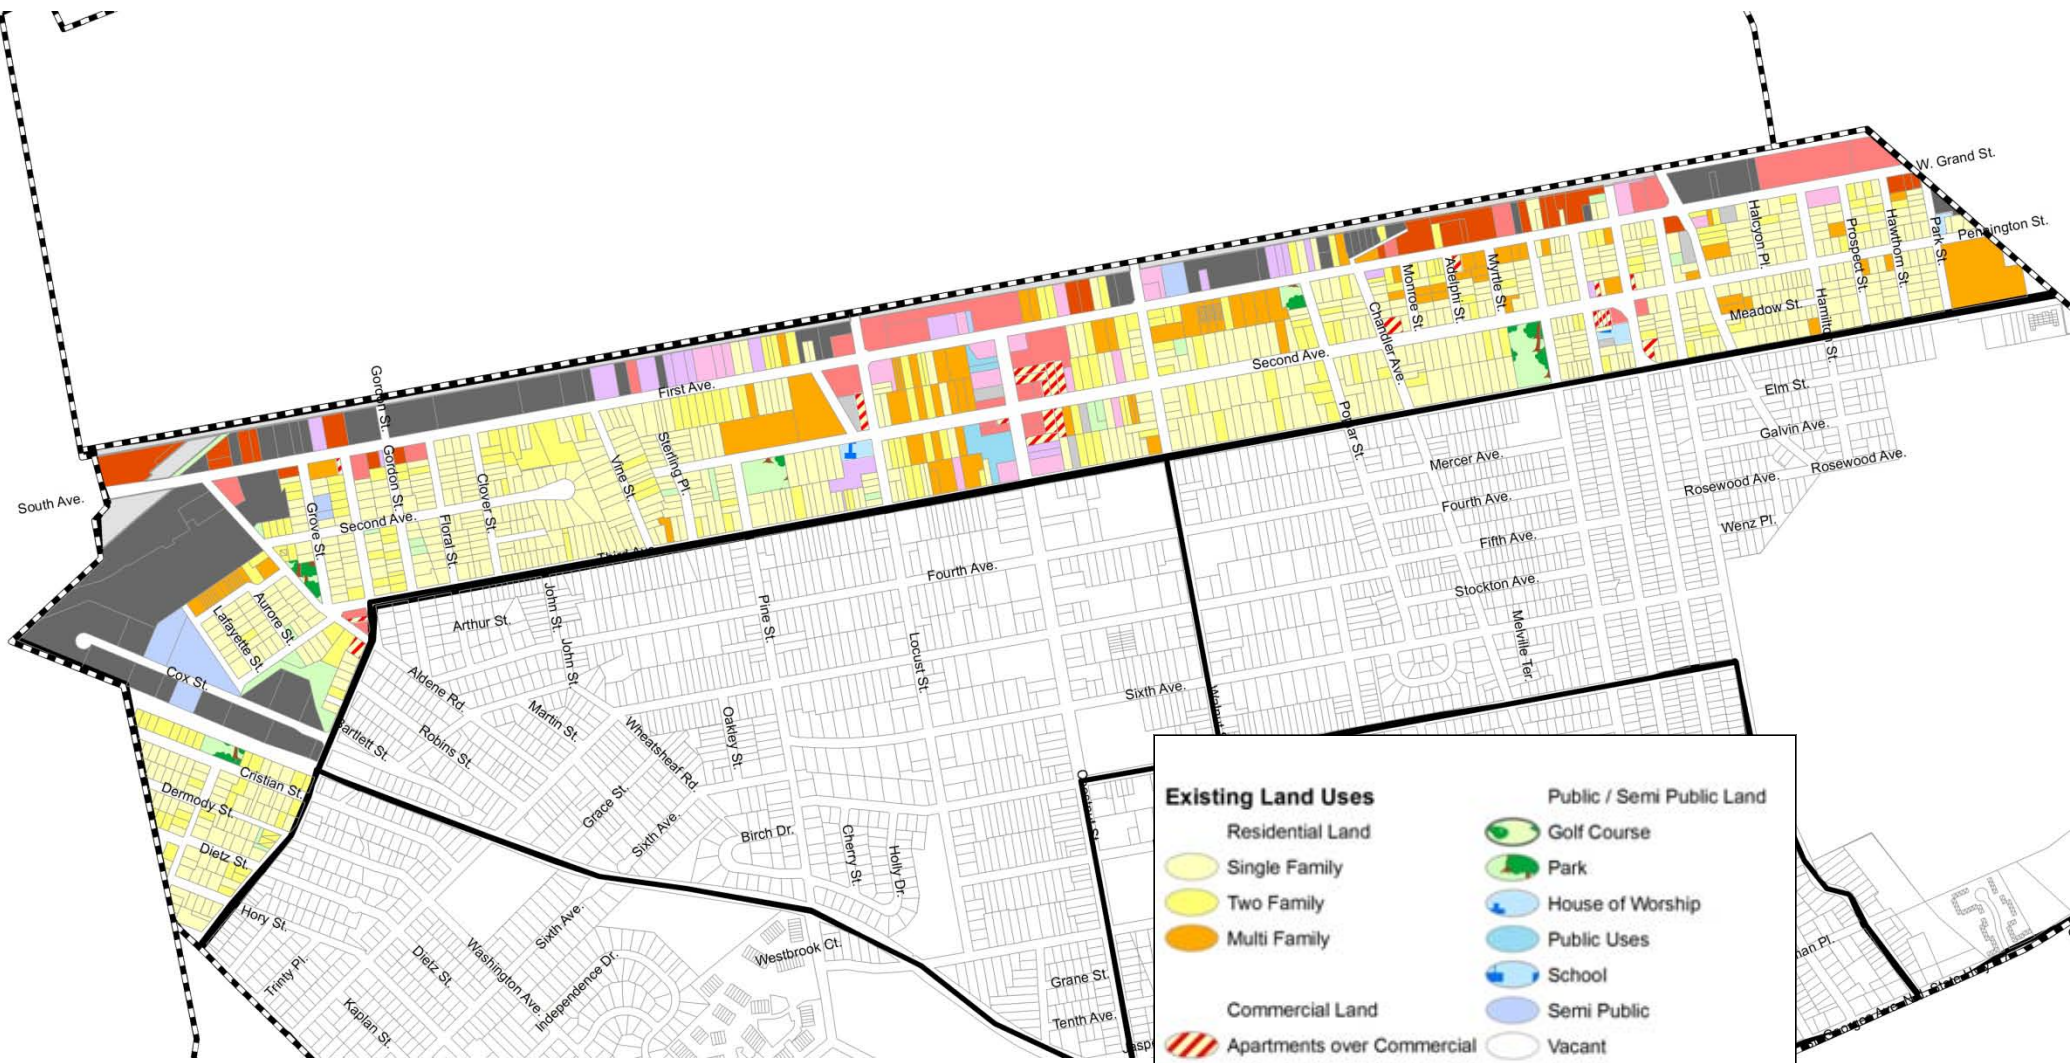 W. Grand St.
Pennington St.
Halcyon Pl.
Prospect St.
Hawthorn St.
Park St.
Hamilton St.
Meadow St.
Myrtle St.
Adelphi St.
Monroe St.
Chandler Ave.
Second Ave.
First Ave.
Gordon St.
Gordon St.
Sterling Pl.
Vine St.
Clover St.
Floral St.
Second Ave.
Grove St.
South Ave.
Third Ave.
Poplar St.
Elm St.
Galvin Ave.
Rosewood Ave.
Rosewood Ave.
Wenz Pl.
Mercer Ave.
Fourth Ave.
Fifth Ave.
Stockton Ave.
Melville Ter.
Fourth Ave.
Sixth Ave.
Locust St.
Pine St.
John St.
John St.
Arthur St.
Aurore St.
Lafayette St.
Cox St.
Aldene Rd.
Martin St.
Robins St.
Bartlett St.
Wheatsheaf Rd.
Oakley St.
Grace St.
Sixth Ave.
Birch Dr.
Cherry St.
Holly Dr.
Cristian St.
Dermody St.
Dietz St.
Hory St.
Trinty Pl.
Kaplan St.
Dietz St.
Washington Ave.
Sixth Ave.
Independence Dr.
Westbrook Ct.
Grane St.
Tenth Ave.
Existing Land Uses
Residential Land
Single Family
Two Family
Multi Family
Commercial Land
Apartments over Commercial
Public / Semi Public Land
Golf Course
Park
House of Worship
Public Uses
School
Semi Public
Vacant